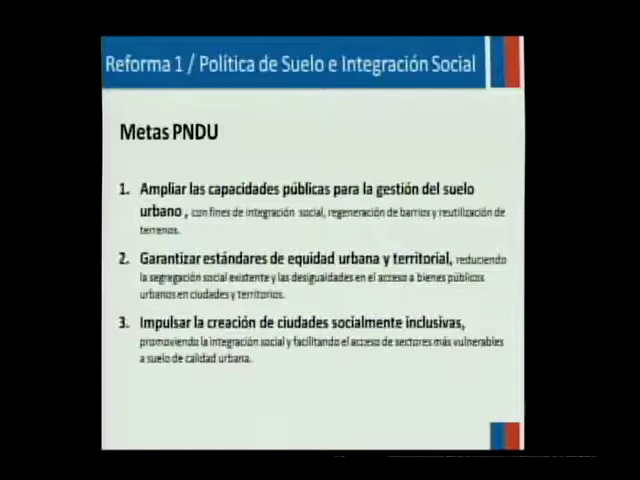 Reforma 1 / Política de Suelo e Integración Social
Metas PNDU
1. Ampliar las capacidades públicas para la gestión del suelo
urbano , con fines de integración social, regeneración de barrios y reutilización de
terrenos.
2. Garantizar estándares de equidad urbana y territorial, reduciendo
la segregación social existente y las desigualdades en el acceso a bienes públicos
urbanos en ciudades y territorios.
3. Impulsar la creación de ciudades socialmente inclusivas,
promoviendo la integración social y facilitando el acceso de sectores más vulnerables
a suelo de calidad urbana.